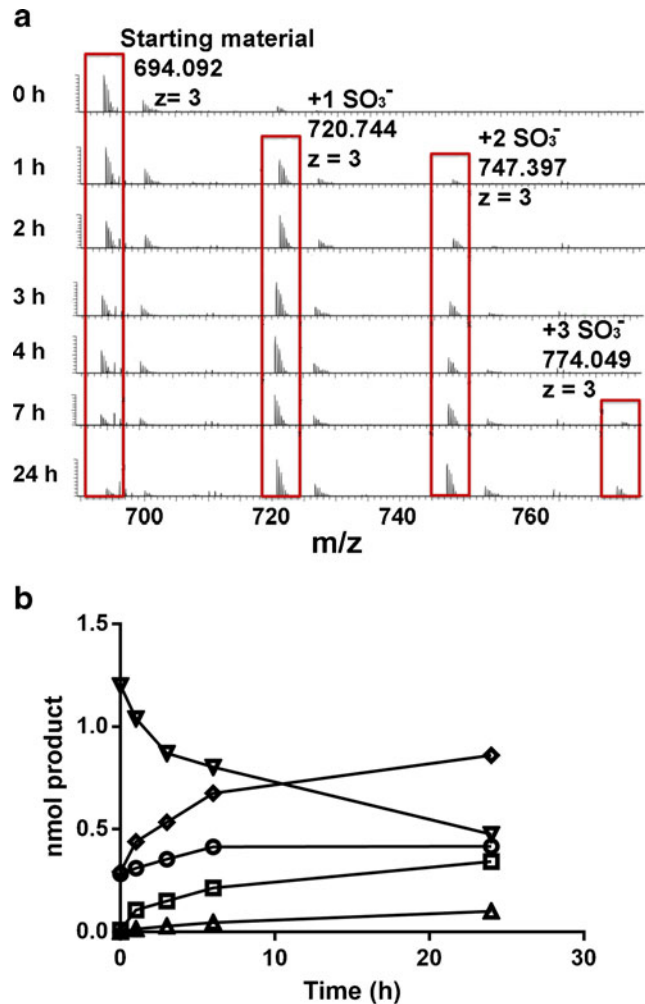 a
Starting material
694.092
z= 3
+1 SO₃⁻
720.744
z = 3
+2 SO₃⁻
747.397
z = 3
+3 SO₃⁻
774.049
z = 3
0 h
1 h
2 h
3 h
4 h
7 h
24 h
700 720 740 760
m/z
b
nmol product
1.5
1.0
0.5
0.0
0 10 20 30
Time (h)